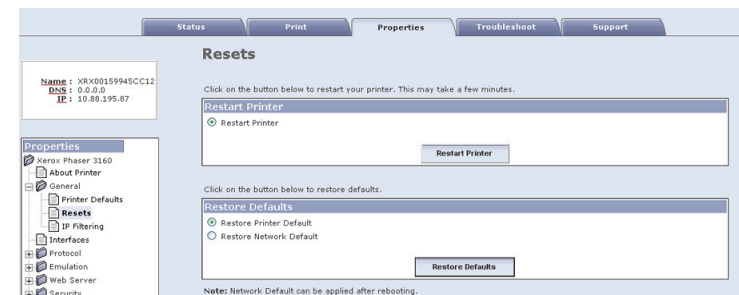 Status Print Properties Troubleshoot Support
Resets
Name : XRX00159945CC12
DNS : 0.0.0.0
IP : 10.88.195.87
Click on the button below to restart your printer. This may take a few minutes.
Restart Printer
Restart Printer
Restart Printer
Properties
Xerox Phaser 3160
About Printer
General
Printer Defaults
Resets
IP Filtering
Interfaces
Protocol
Emulation
Web Server
Security
Click on the button below to restore defaults.
Restore Defaults
Restore Printer Default
Restore Network Default
Restore Defaults
Note: Network Default can be applied after rebooting.